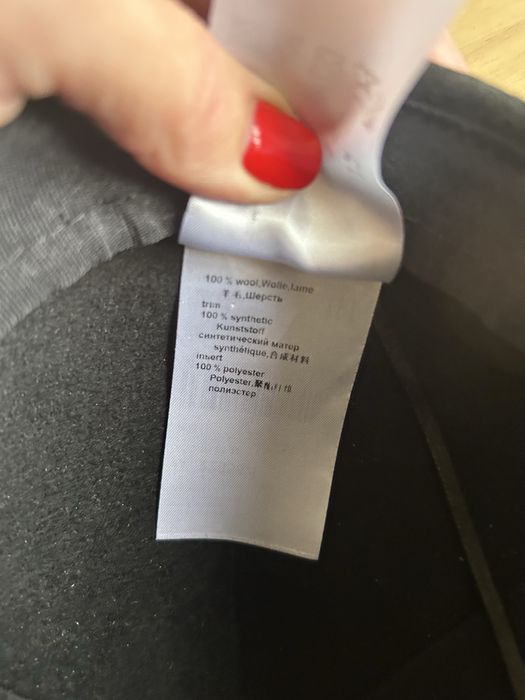 100 % wool,Wolle,laine
羊毛,Шерсть
trim
100 % synthetic
Kunststoff
синтетический матер
synthétique,合成材料
insert
100 % polyester
Polyester,聚酯纤维
полиэстер